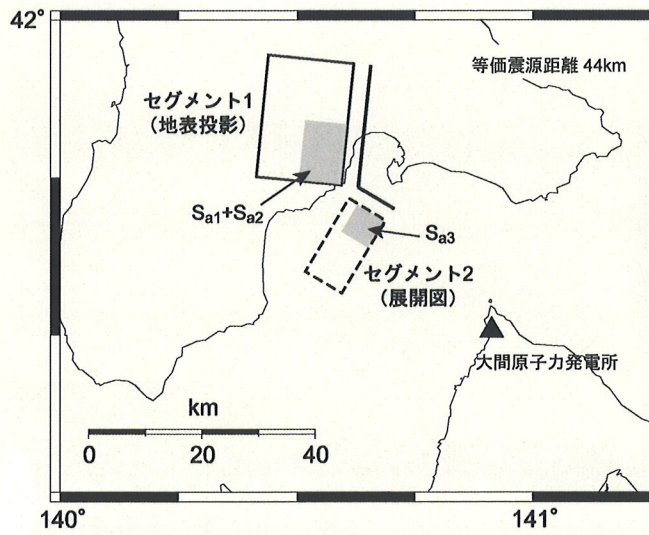 42°
等価震源距離 44km
セグメント1
(地表投影)
Sa1+Sa2
Sa3
セグメント2
(展開図)
大間原子力発電所
km
0 20 40
140° 141°